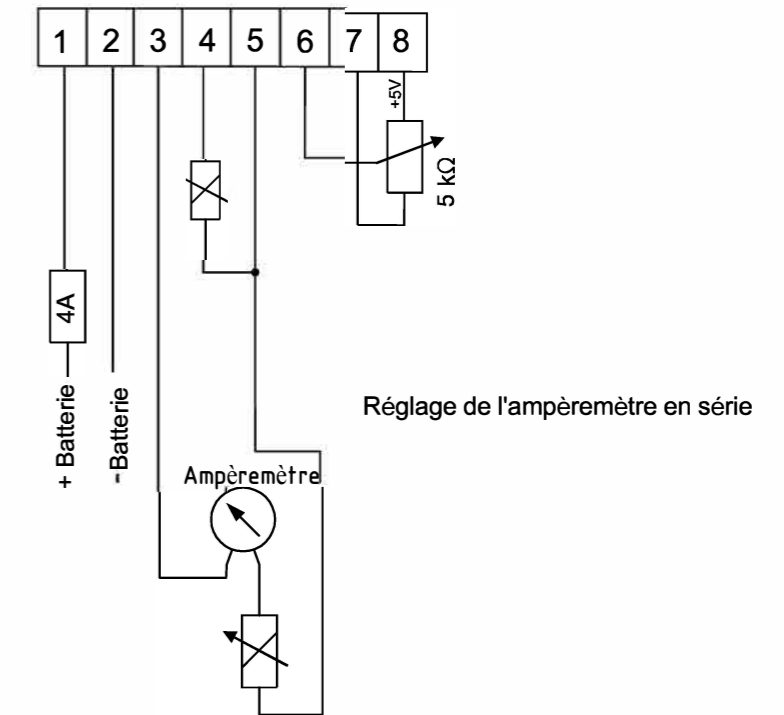 1 2 3 4 5 6 7 8
+5V
5 kΩ
4A
+ Batterie
-Batterie
Réglage de l'ampèremètre en série
Ampèremètre